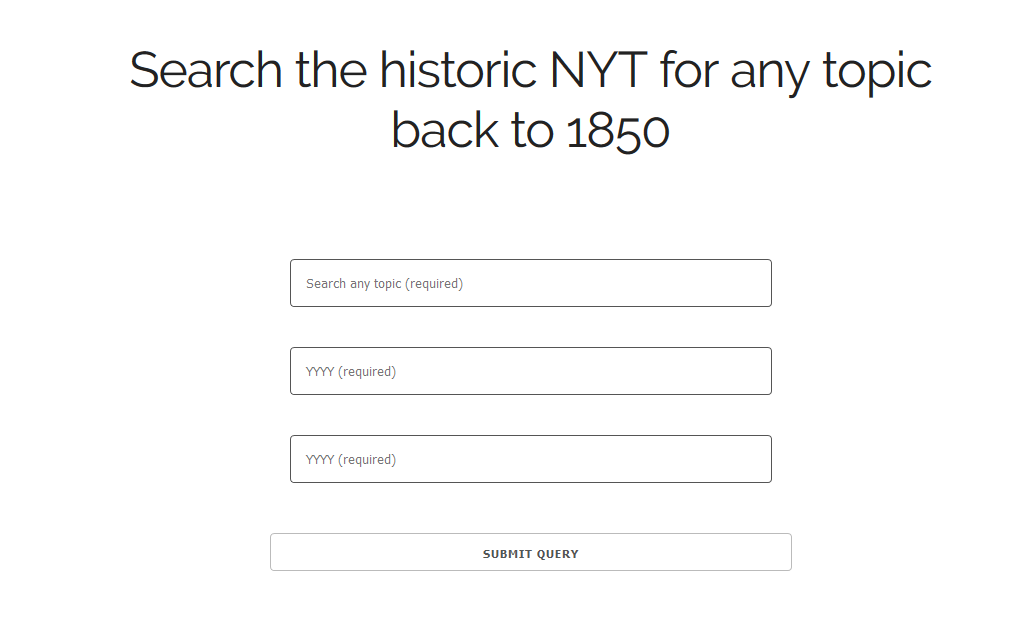 Search the historic NYT for any topic
back to 1850
Search any topic (required)
YYYY (required)
YYYY (required)
SUBMIT QUERY